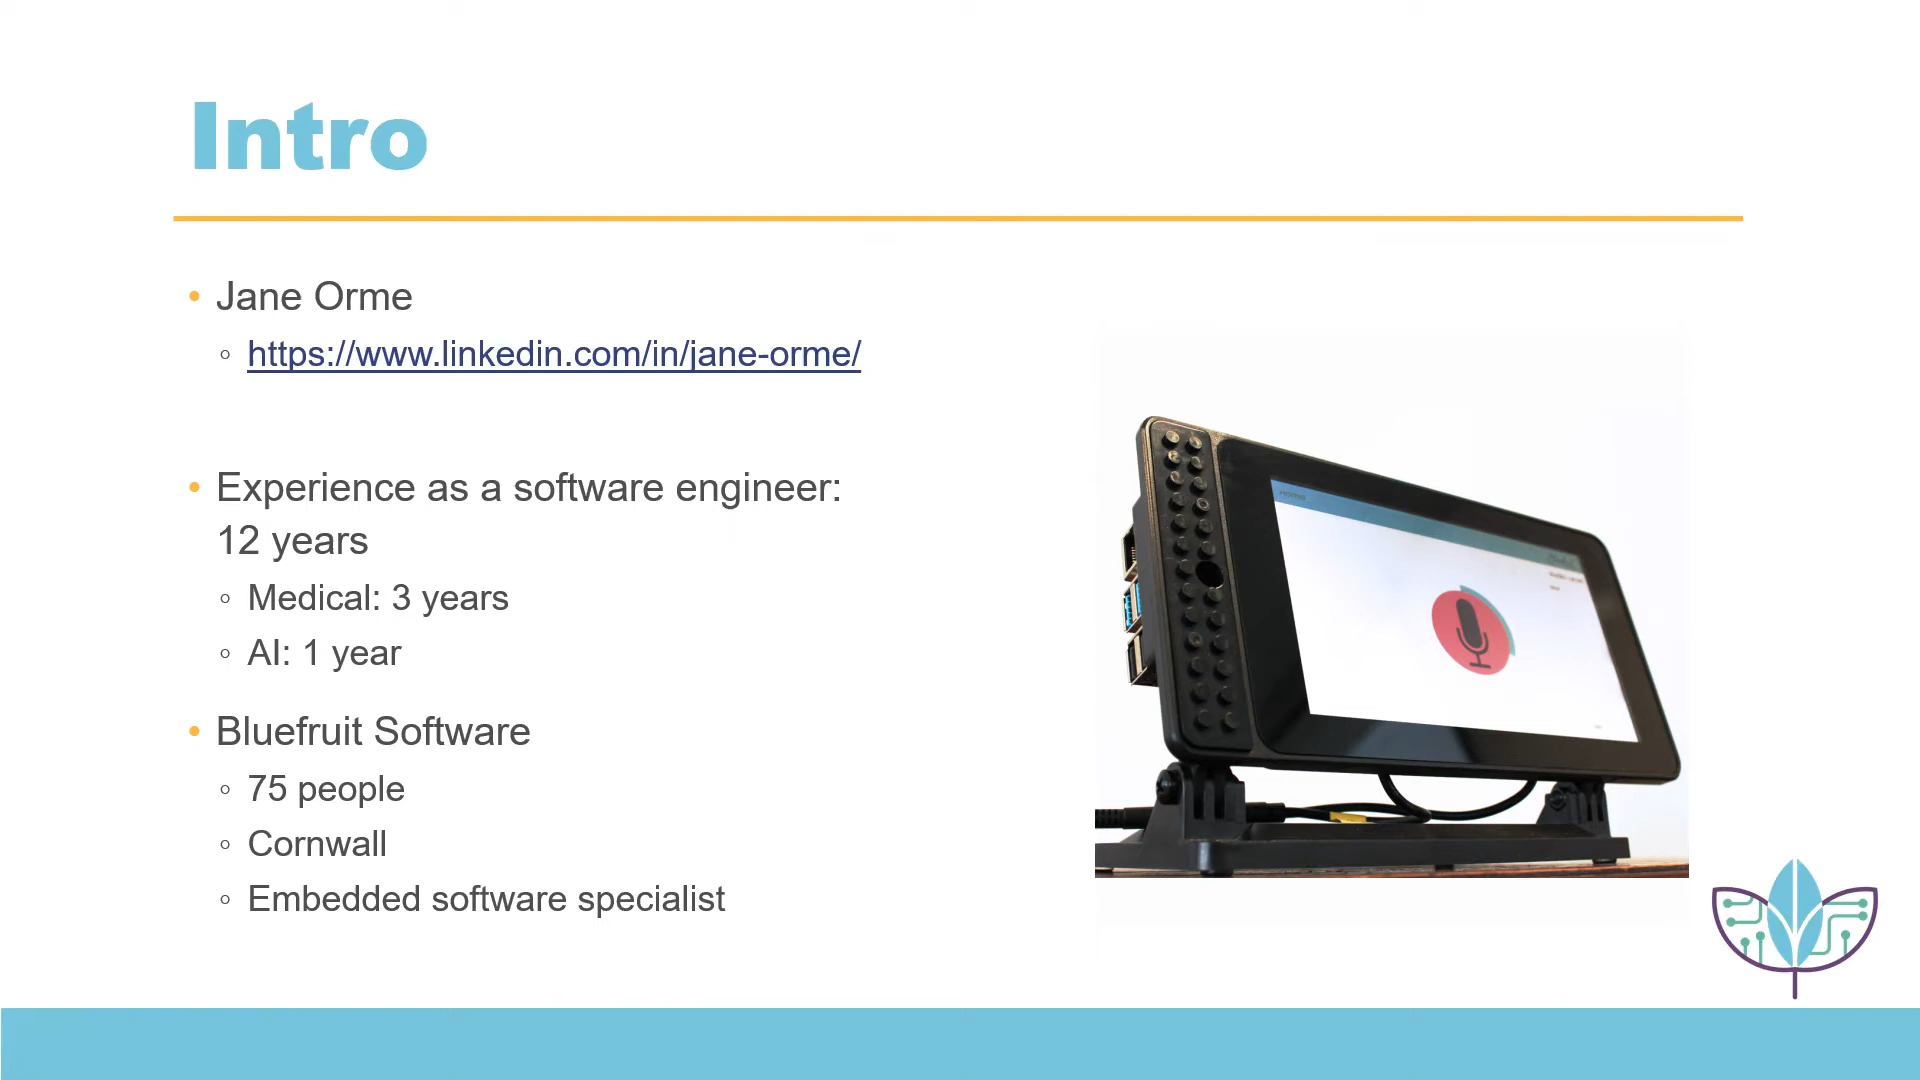 Intro
Jane Orme
https://www.linkedin.com/in/jane-orme/
Experience as a software engineer:
12 years
Medical: 3 years
AI: 1 year
Bluefruit Software
75 people
Cornwall
Embedded software specialist
Home